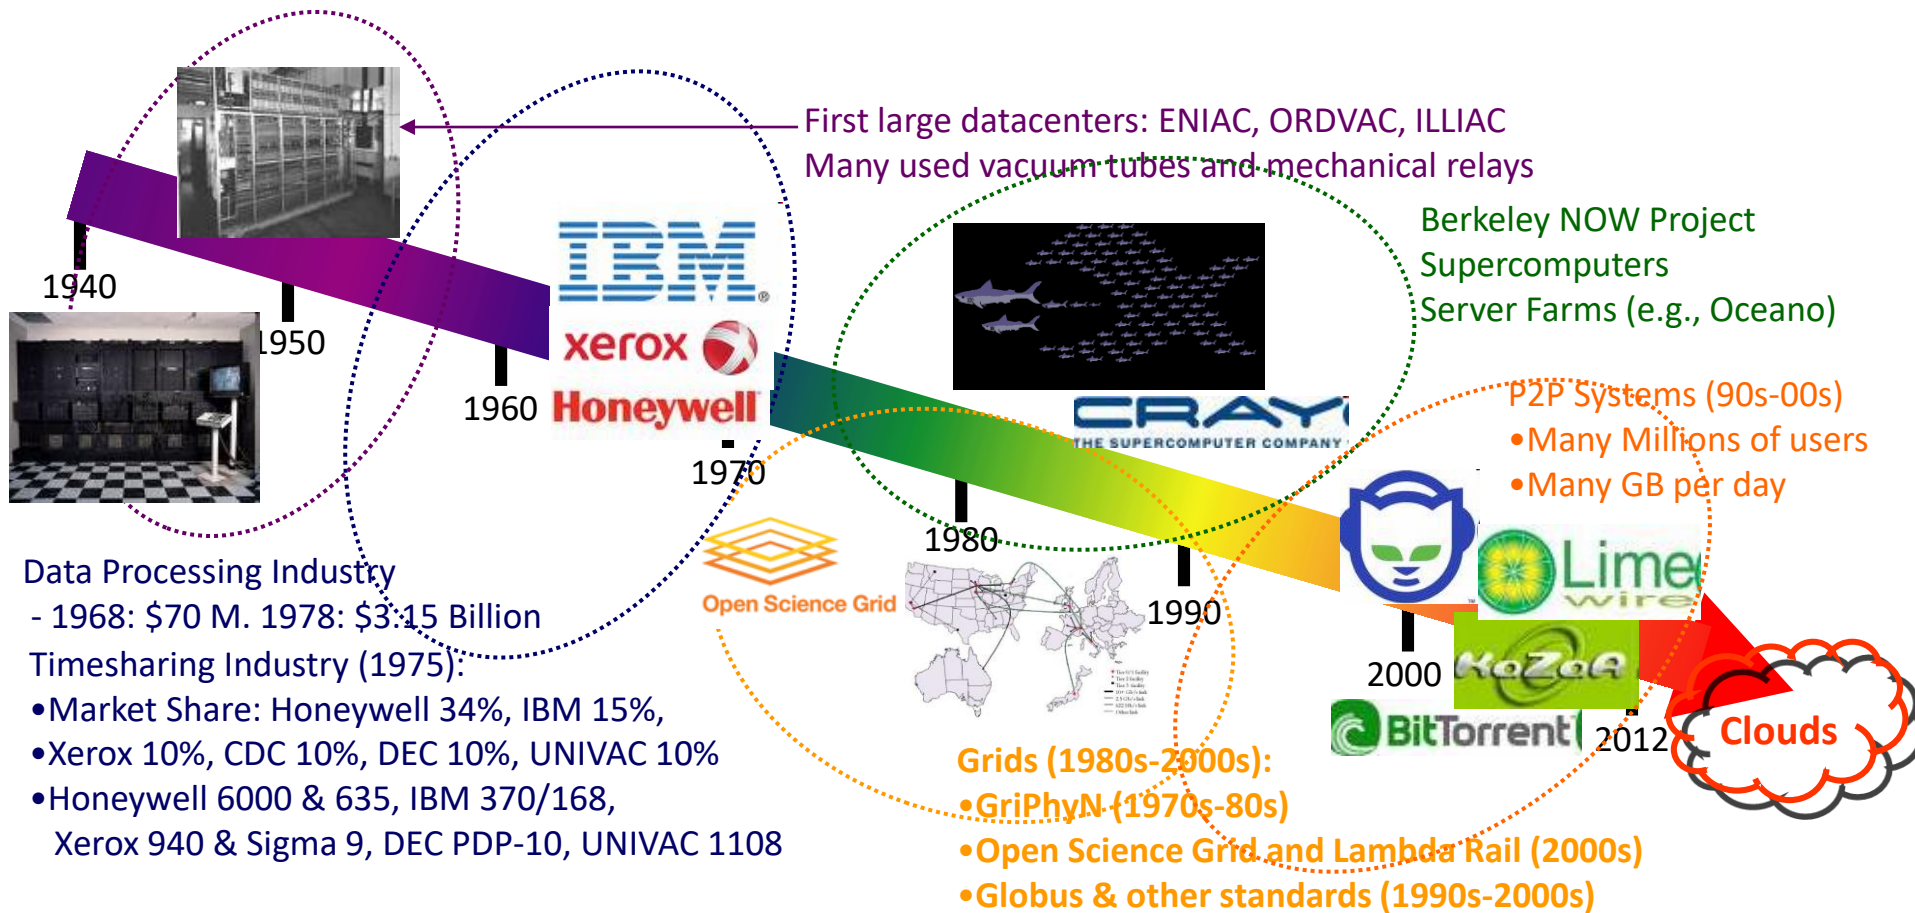 First large datacenters: ENIAC, ORDVAC, ILLIAC
Many used vacuum tubes and mechanical relays
Berkeley NOW Project
Supercomputers
Server Farms (e.g., Oceano)
1940
1950
1960
1970
1980
1990
2000
2012
IBM
®
xerox
Honeywell
CRAY
THE SUPERCOMPUTER COMPANY
P2P Systems (90s-00s)
•Many Millions of users
•Many GB per day
Lime
wire
KaZaA
BitTorrent
Clouds
Open Science Grid
Data Processing Industry
- 1968: $70 M. 1978: $3.15 Billion
Timesharing Industry (1975):
•Market Share: Honeywell 34%, IBM 15%,
•Xerox 10%, CDC 10%, DEC 10%, UNIVAC 10%
•Honeywell 6000 & 635, IBM 370/168,
Xerox 940 & Sigma 9, DEC PDP-10, UNIVAC 1108
Grids (1980s-2000s):
•GriPhyN (1970s-80s)
•Open Science Grid and Lambda Rail (2000s)
•Globus & other standards (1990s-2000s)